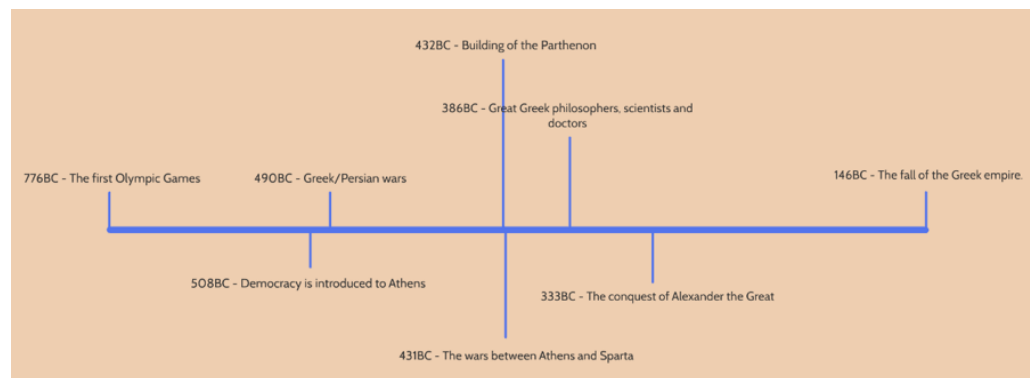 432BC - Building of the Parthenon
386BC - Great Greek philosophers, scientists and
doctors
776BC - The first Olympic Games
490BC - Greek/Persian wars
146BC - The fall of the Greek empire.
508BC - Democracy is introduced to Athens
333BC - The conquest of Alexander the Great
431BC - The wars between Athens and Sparta